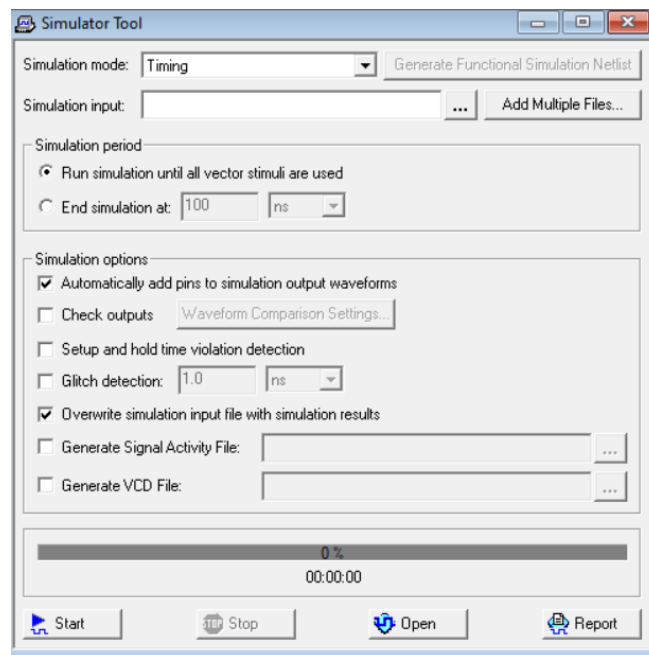 Simulator Tool
Simulation mode: Timing Generate Functional Simulation Netlist
Simulation input: ... Add Multiple Files...
Simulation period
Run simulation until all vector stimuli are used
End simulation at: 100 ns
Simulation options
Automatically add pins to simulation output waveforms
Check outputs Waveform Comparison Settings...
Setup and hold time violation detection
Glitch detection: 1.0 ns
Overwrite simulation input file with simulation results
Generate Signal Activity File: ...
Generate VCD File: ...
0 %
00:00:00
Start STOP Stop Open Report